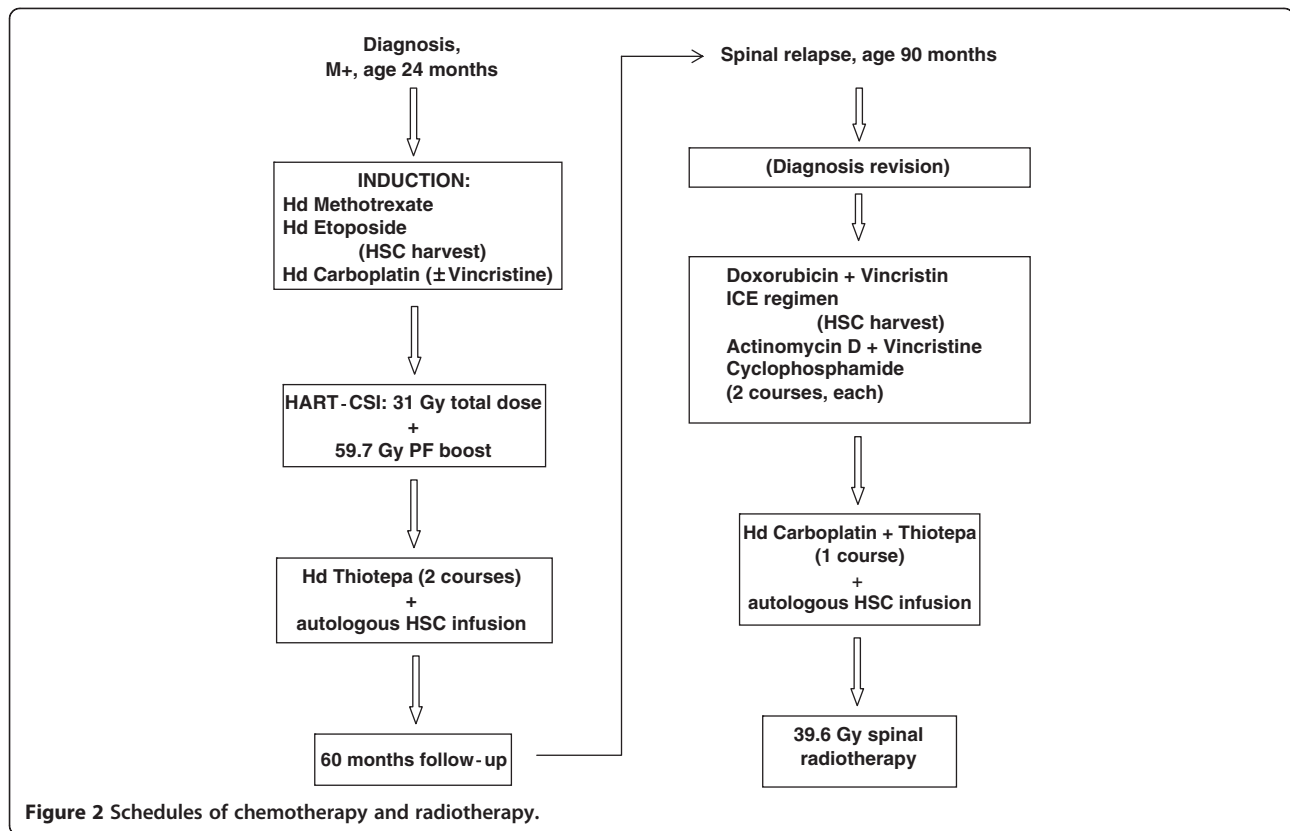 Diagnosis,
M+, age 24 months
INDUCTION:
Hd Methotrexate
Hd Etoposide
(HSC harvest)
Hd Carboplatin (±Vincristine)
HART-CSI: 31 Gy total dose
+
59.7 Gy PF boost
Hd Thiotepa (2 courses)
+
autologous HSC infusion
60 months follow-up
Spinal relapse, age 90 months
(Diagnosis revision)
Doxorubicin + Vincristin
ICE regimen
(HSC harvest)
Actinomycin D + Vincristine
Cyclophosphamide
(2 courses, each)
Hd Carboplatin + Thiotepa
(1 course)
+
autologous HSC infusion
39.6 Gy spinal
radiotherapy
Figure 2 Schedules of chemotherapy and radiotherapy.